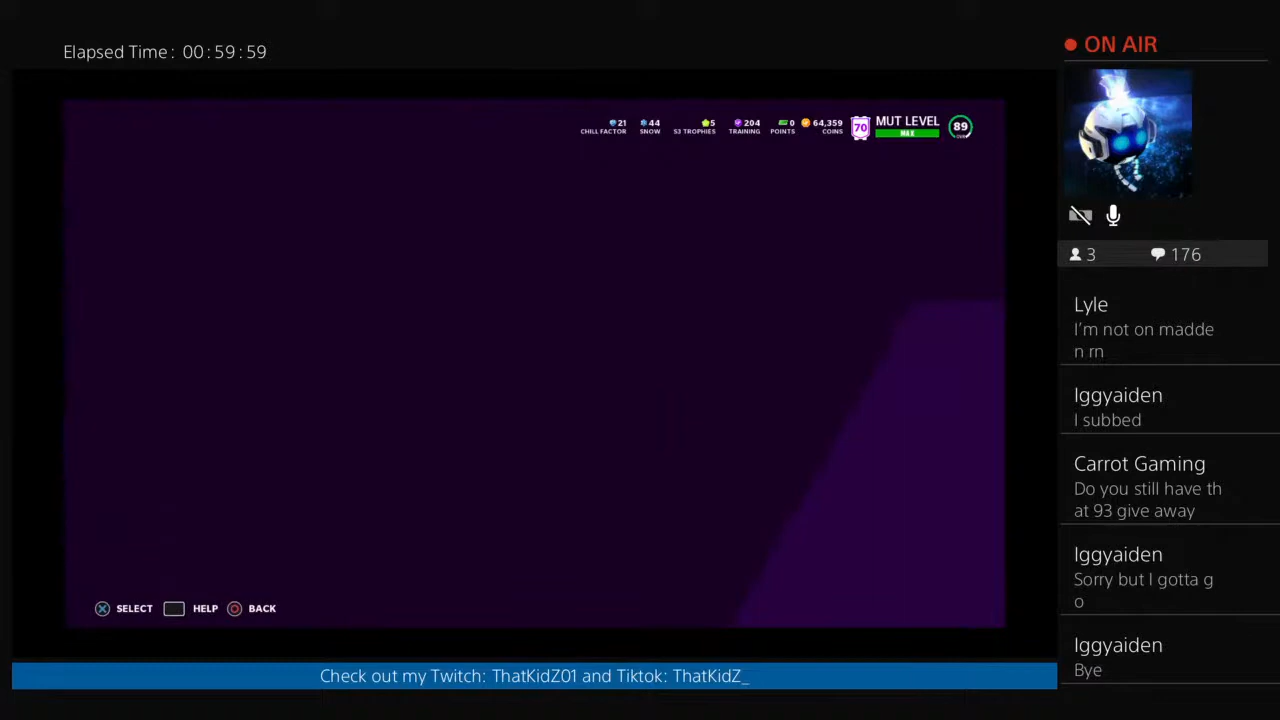 Elapsed Time: 00:59:59
ON AIR
21 44 5 204 0 64,359 70 MUT LEVEL 89
CHILL FACTOR SNOW S3 TROPHIES TRAINING POINTS COINS MAX OVR
3 176
Lyle
I'm not on madde
n rn
Iggyaiden
I subbed
Carrot Gaming
Do you still have th
at 93 give away
Iggyaiden
Sorry but I gotta g
o
Iggyaiden
Bye
SELECT HELP BACK
Check out my Twitch: ThatKidZ01 and Tiktok: ThatKidZ_